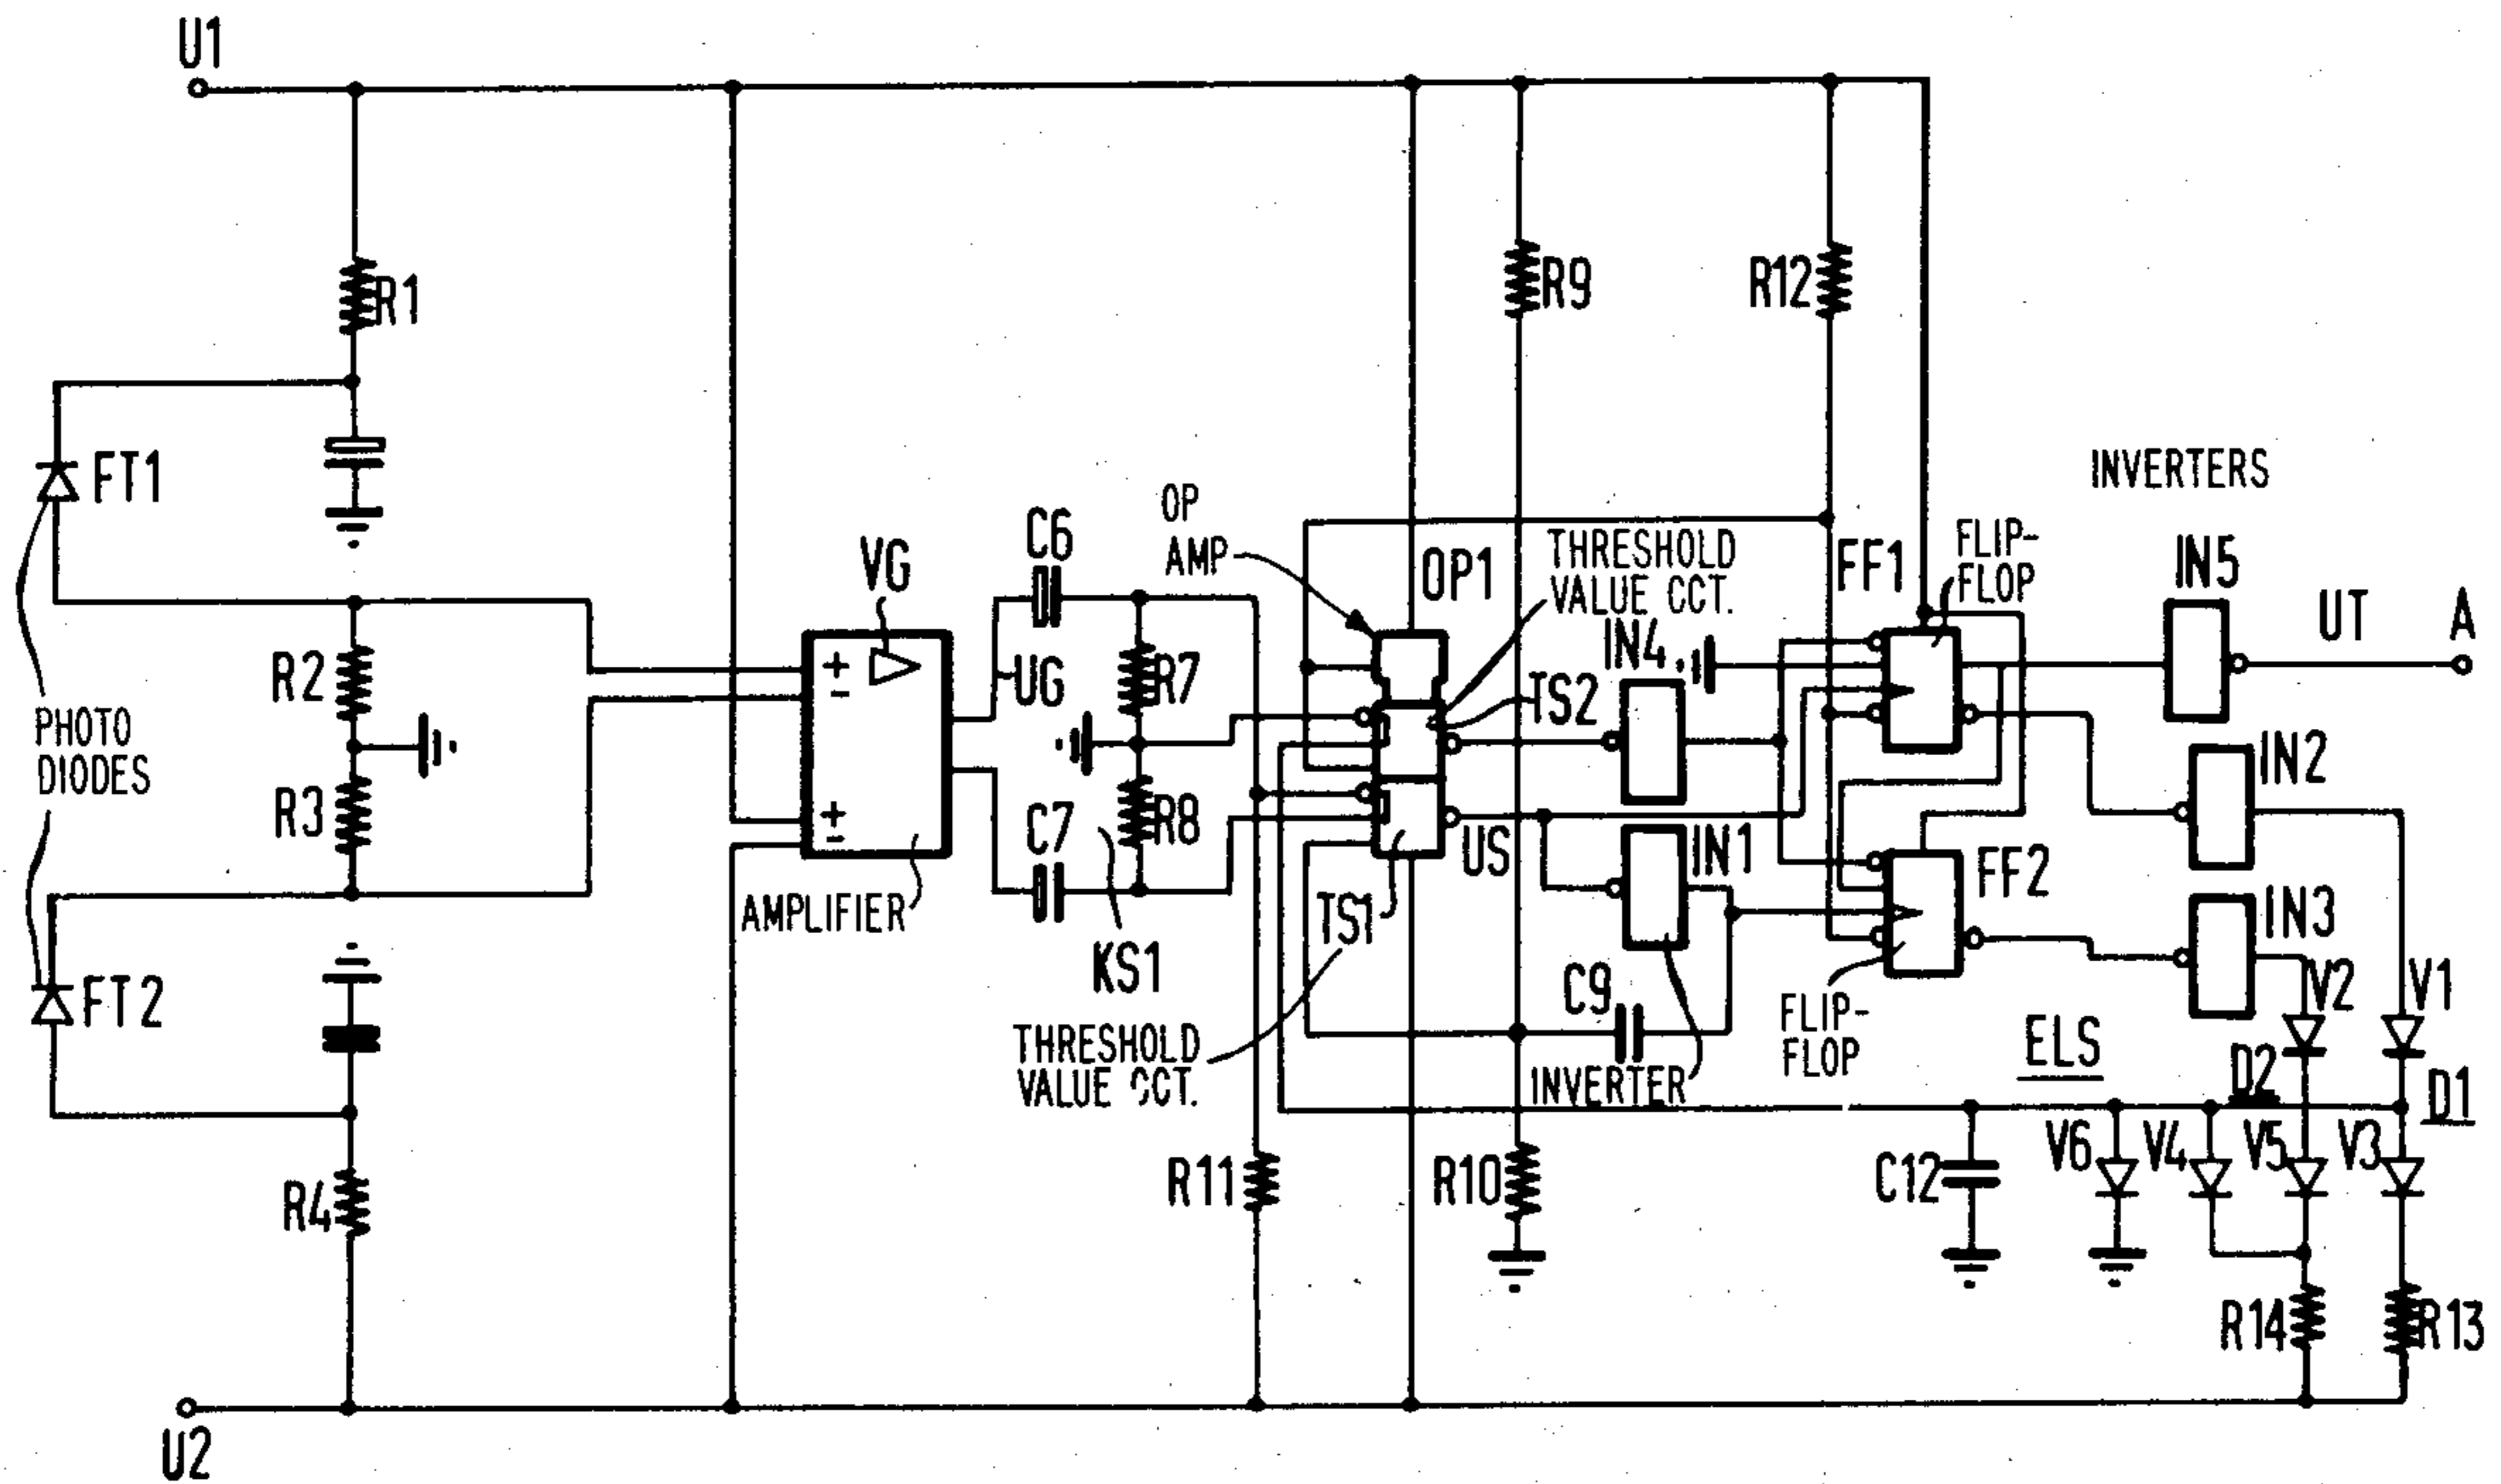 U1
R1
R9
R12
FT1
INVERTERS
OP
AMP
C6
VG
OP1
THRESHOLD
VALUE CCT.
FF1
FLIP-
FLOP
IN5
UT
A
R2
+
-
UG
R7
IN4
TS2
PHOTO
DIODES
R3
+
-
C7
R8
US
IN1
IN2
FF2
AMPLIFIER
KS1
TS1
IN3
FT2
C9
V2
V1
THRESHOLD
VALUE CCT.
INVERTER
FLIP-
FLOP
ELS
D2
D1
R4
R11
R10
C12
V6
V4
V5
V3
R14
R13
U2